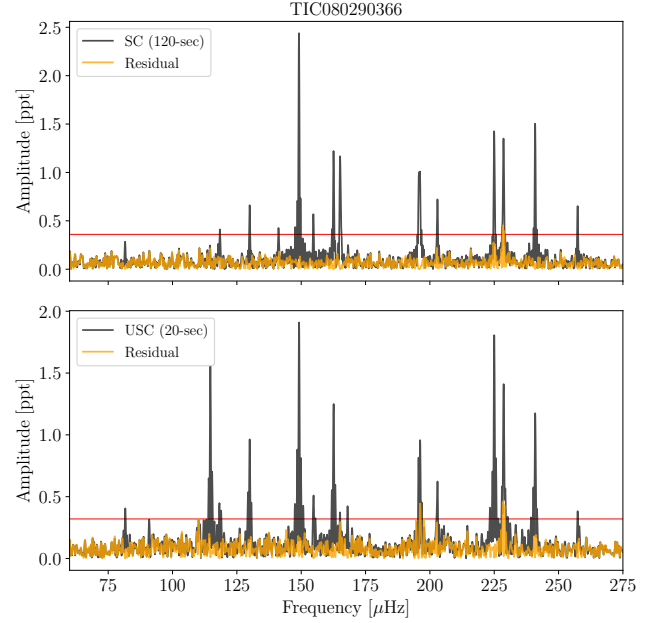 TIC080290366
SC (120-sec)
Residual
Amplitude [ppt]
2.5
2.0
1.5
1.0
0.5
0.0
USC (20-sec)
Residual
Amplitude [ppt]
2.0
1.5
1.0
0.5
0.0
75 100 125 150 175 200 225 250 275
Frequency [μHz]